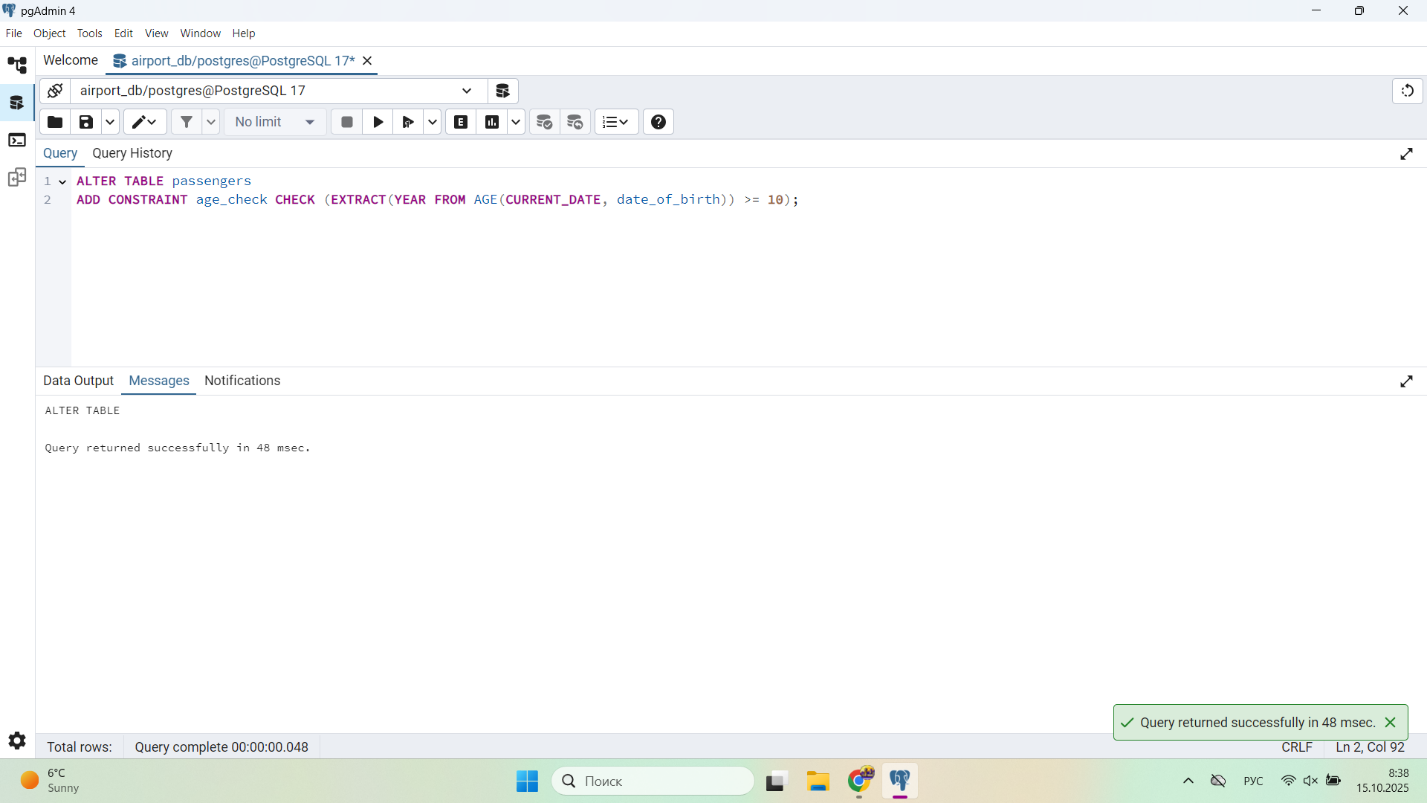 pgAdmin 4
File Object Tools Edit View Window Help
Welcome airport_db/postgres@PostgreSQL 17*
airport_db/postgres@PostgreSQL 17
No limit
E
Query Query History
1 ALTER TABLE passengers
2 ADD CONSTRAINT age_check CHECK (EXTRACT(YEAR FROM AGE(CURRENT_DATE, date_of_birth)) >= 10);
Data Output Messages Notifications
ALTER TABLE
Query returned successfully in 48 msec.
Query returned successfully in 48 msec.
Total rows: Query complete 00:00:00.048 CRLF Ln 2, Col 92
6°C
Sunny
Поиск
РУС
8:38
15.10.2025